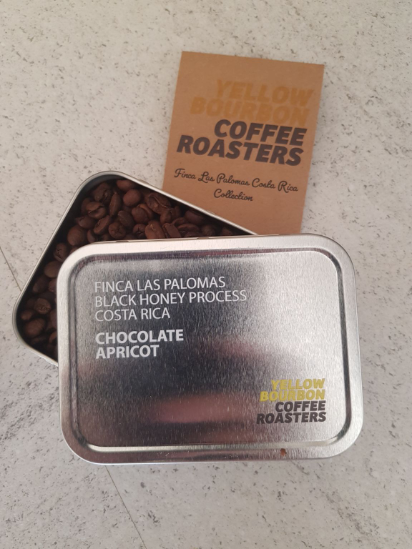 YELLOW
BOURBON
COFFEE
ROASTERS
Finca Las Palomas Costa Rica
Collection
FINCA LAS PALOMAS
BLACK HONEY PROCESS
COSTA RICA
CHOCOLATE
APRICOT
YELLOW
BOURBON
COFFEE
ROASTERS